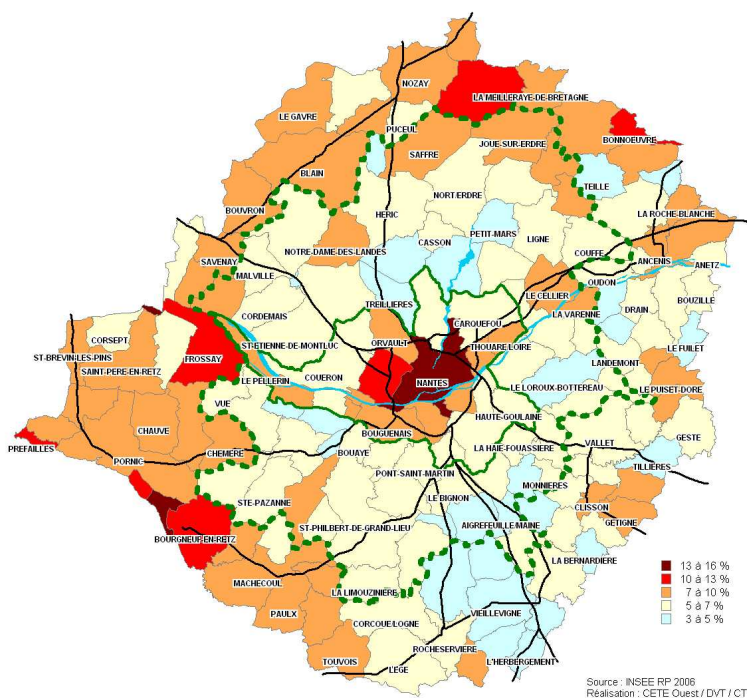 NOZAY
LA MEILLERAYE-DE-BRETAGNE
LE GAVRE
PUCEUL
BONNOEUVRE
JOUE-SUR-ERDRE
SAFFRE
BLAIN
TEILLE
NORT/ERDRE
BOUVRON
HERIC
LA ROCHE-BLANCHE
PETIT-MARS
LIGNE
CASSON
NOTRE-DAME-DES-LANDES
COUFFE
SAVENAY
ANCENIS
ANETZ
MALVILLE
OUDON
LE CELLIER
BOUZILLE
TREILLIERES
DRAIN
CORDEMAIS
LA VARENNE
CARQUEFOU
CORSEPT
ORVAULT
ST-ETIENNE-DE-MONTLUC
THOUARE/LOIRE
LE FUILET
ST-BREVIN-LES-PINS
FROSSAY
LANDEMONT
SAINT-PERE-EN-RETZ
COUERON
LE PELLERIN
NANTES
LE LOROUX-BOTTEREAU
LE PUISET-DORE
VUE
HAUTE-GOULAINE
CHAUVE
BOUGUENAIS
GESTE
PREFAILLES
VALLET
LA HAIE-FOUASSIERE
CHEMERE
BOUAYE
PORNIC
TILLIÈRES
PONT-SAINT-MARTIN
MONNIERES
LE BIGNON
STE-PAZANNE
CLISSON
GETIGNE
ST-PHILBERT-DE-GRAND-LIEU
AIGREFEUILLE/MAINE
BOURGNEUF-EN-RETZ
LA BERNARDIERE
13 à 16 %
10 à 13 %
7 à 10 %
5 à 7 %
3 à 5 %
MACHECOUL
LA LIMOUZINIÈRE
PAULX
VIEILLEVIGNE
CORCOUE/LOGNE
ROCHESERVIERE
TOUVOIS
L'HERBERGEMENT
LEGE
Source : INSEE RP 2006
Réalisation : CETE Ouest / DVT / CT